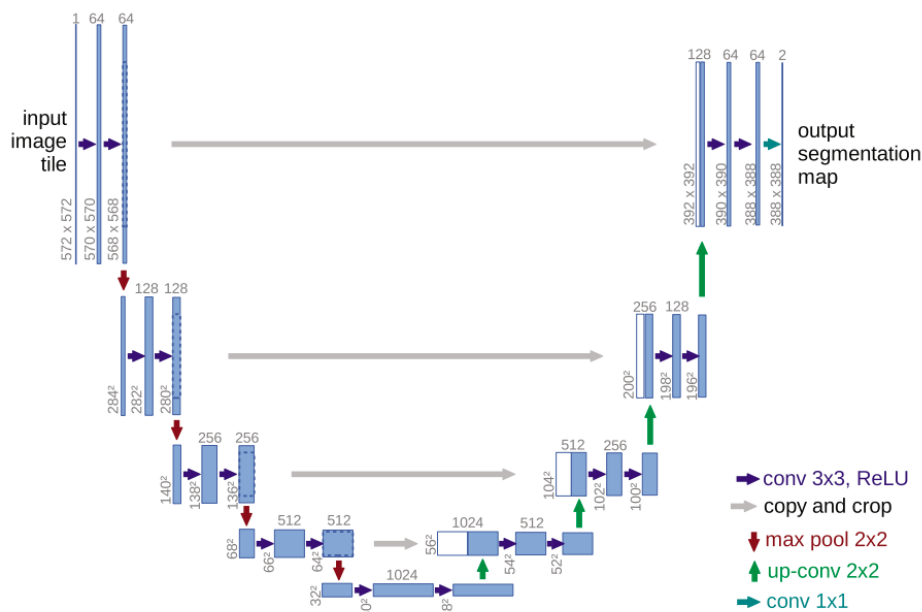 1
64
64
input
image
tile
572 x 572
570 x 570
568 x 568
128
64
64
2
output
segmentation
map
392 x 392
390 x 390
388 x 388
388 x 388
128
128
284²
282²
280²
256
128
200²
198²
196²
256
256
140²
138²
136²
512
256
104²
102²
100²
512
512
68²
66²
64²
1024
512
56²
54²
52²
1024
32²
0²
8²
conv 3x3, ReLU
copy and crop
max pool 2x2
up-conv 2x2
conv 1x1